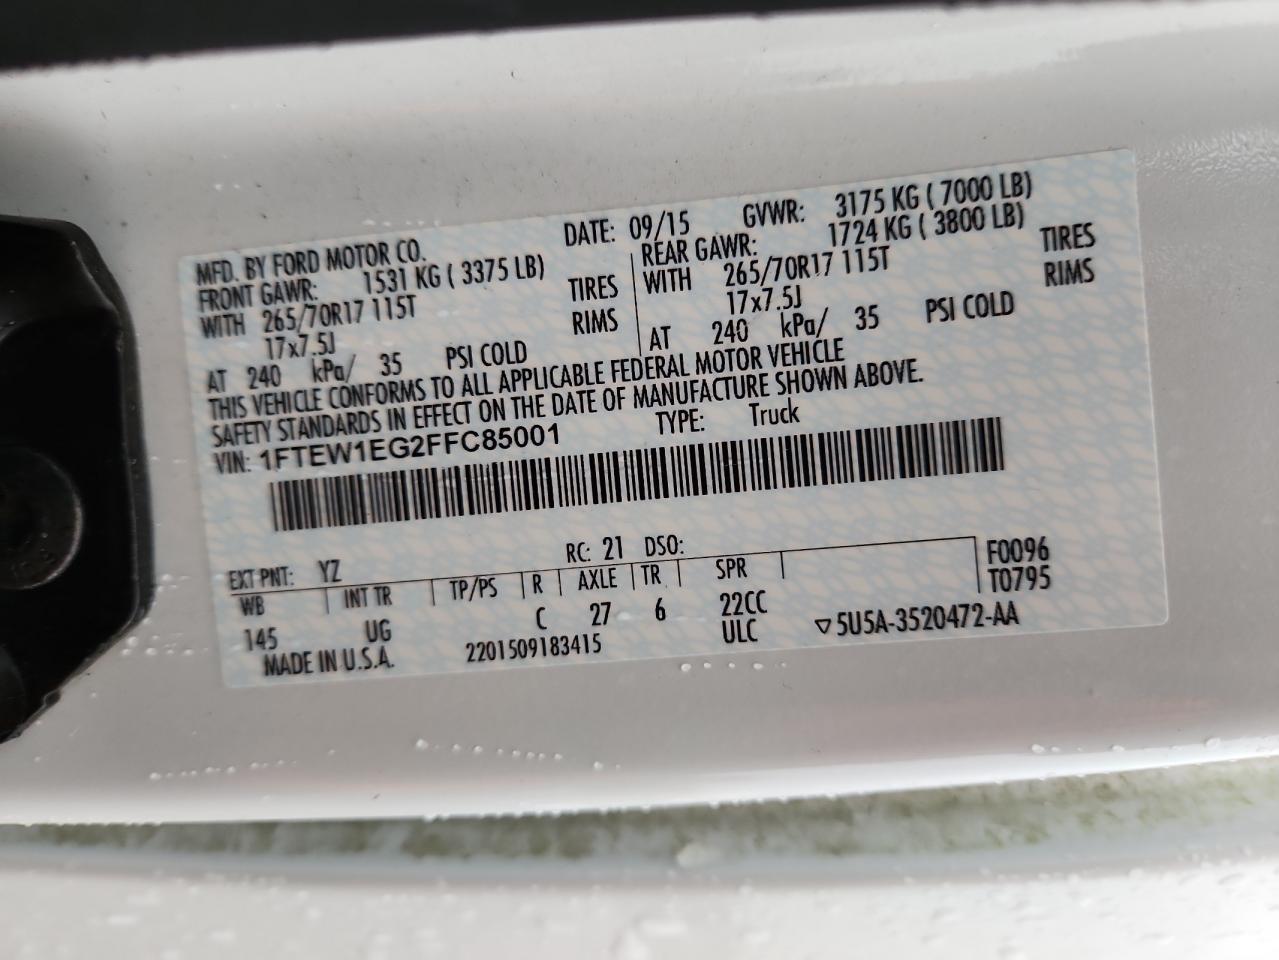 MFD. BY FORD MOTOR CO. DATE: 09/15 GVWR: 3175 KG ( 7000 LB)
FRONT GAWR: 1531 KG ( 3375 LB) REAR GAWR: 1724 KG ( 3800 LB)
WITH 265/70R17 115T TIRES WITH 265/70R17 115T TIRES
17x7.5J RIMS 17x7.5J RIMS
AT 240 kPa/ 35 PSI COLD AT 240 kPa/ 35 PSI COLD
THIS VEHICLE CONFORMS TO ALL APPLICABLE FEDERAL MOTOR VEHICLE
SAFETY STANDARDS IN EFFECT ON THE DATE OF MANUFACTURE SHOWN ABOVE.
VIN: 1FTEW1EG2FFC85001 TYPE: Truck
EXT PNT: YZ RC: 21 DSO: F0096
WB INT TR TP/PS R AXLE TR SPR T0795
145 UG C 27 6 22CC
MADE IN U.S.A. 2201509183415 ULC ▽5U5A-3520472-AA